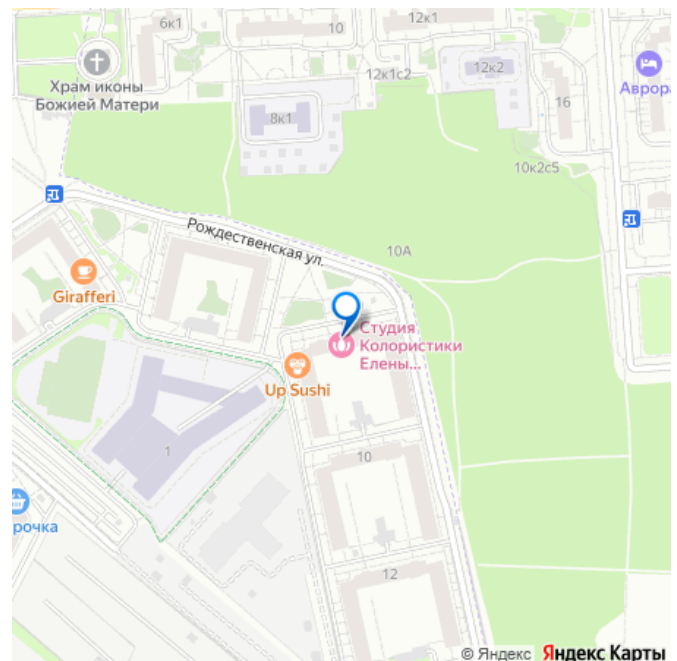 6к1
10
12к1
Храм иконы
Божией Матери
12к1с2
12к2
Аврора
8к1
16
10к2с5
Рождественская ул.
10А
Girafferi
Студия
Колористики
Елены...
Up Sushi
1
10
рочка
12
© Яндекс Яндекс Карты